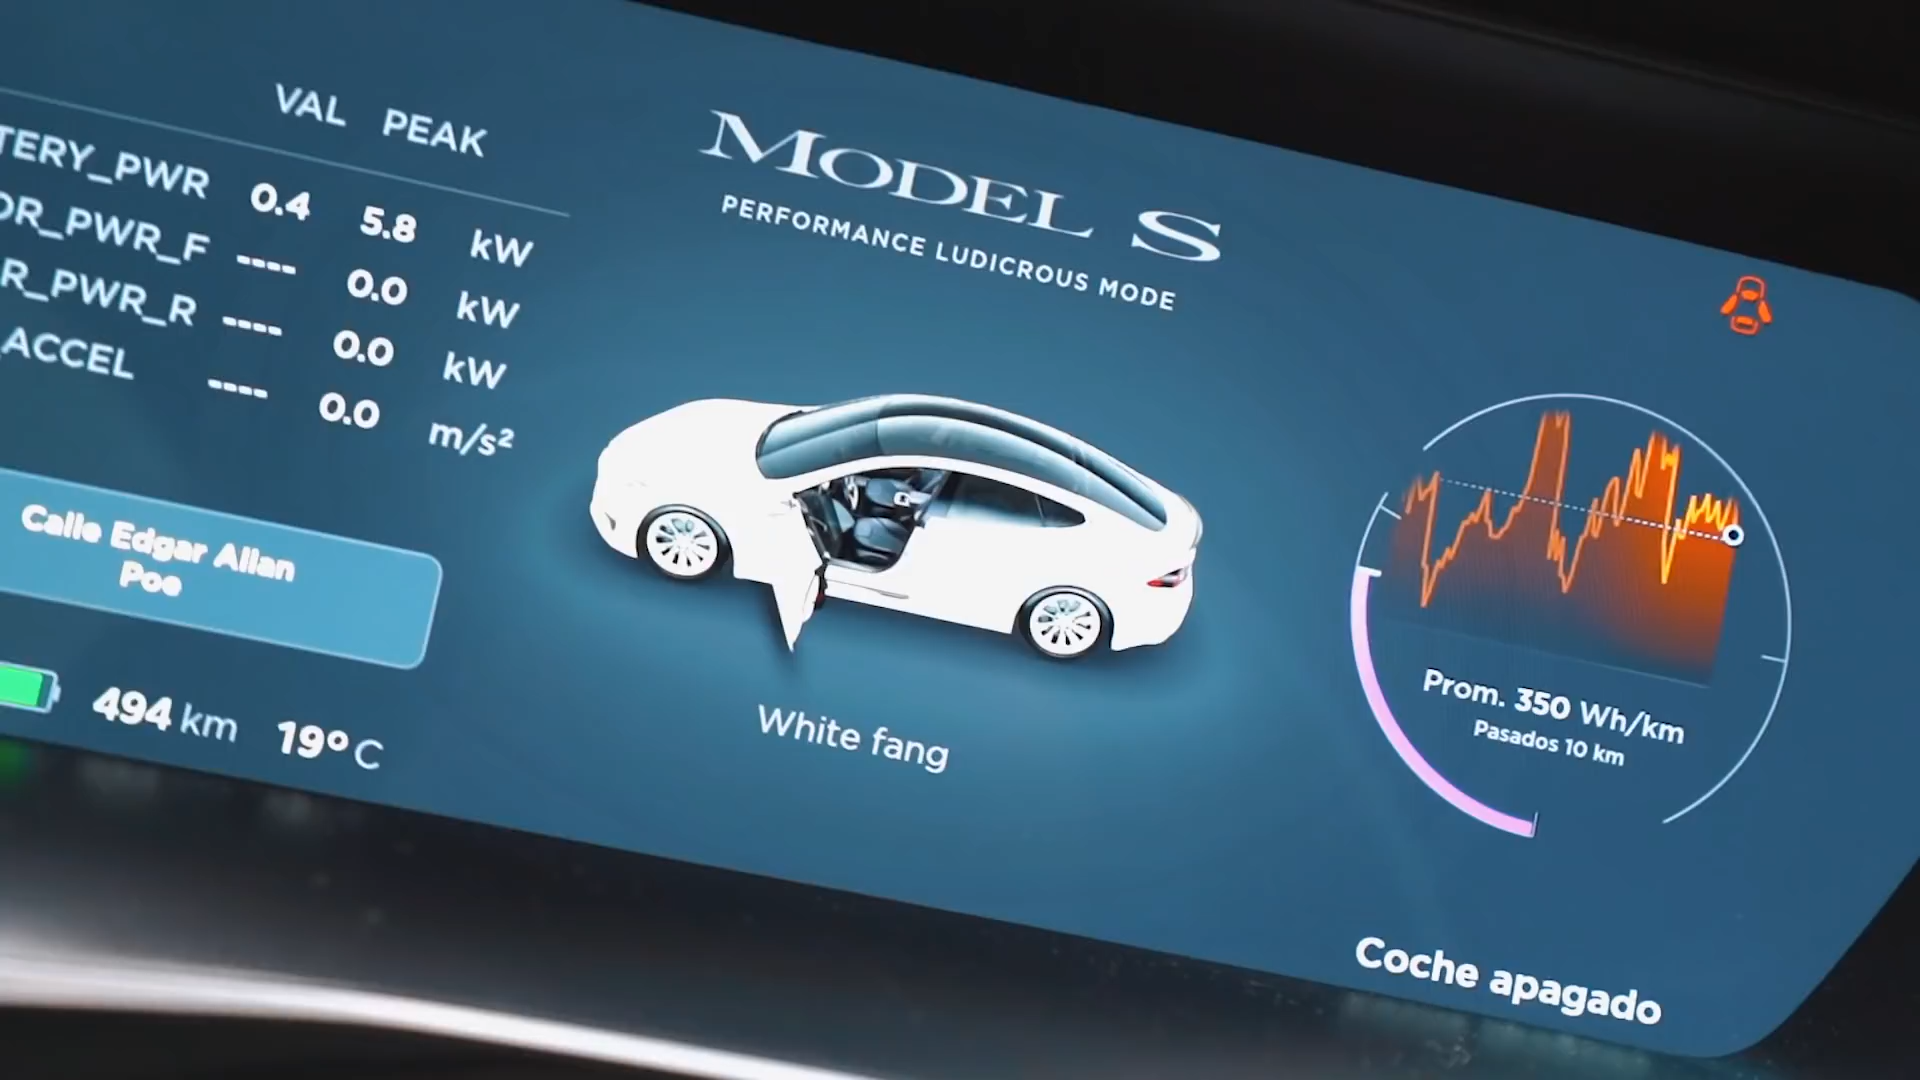 VAL PEAK
TERY_PWR 0.4 5.8 kW
OR_PWR_F ---- 0.0 kW
R_PWR_R ---- 0.0 kW
_ACCEL ---- 0.0 m/s²
MODEL S
PERFORMANCE LUDICROUS MODE
Calle Edgar Allan
Poe
494 km 19° C
White fang
Prom. 350 Wh/km
Pasados 10 km
Coche apagado